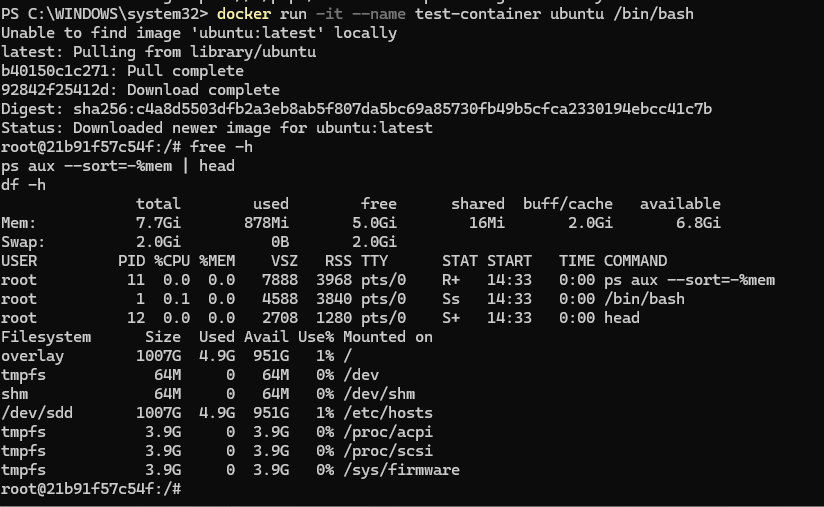 PS C:\WINDOWS\system32> docker run -it --name test-container ubuntu /bin/bash
Unable to find image 'ubuntu:latest' locally
latest: Pulling from library/ubuntu
b40150c1c271: Pull complete
92842f25412d: Download complete
Digest: sha256:c4a8d5503dfb2a3eb8ab5f807da5bc69a85730fb49b5cfca2330194ebcc41c7b
Status: Downloaded newer image for ubuntu:latest
root@21b91f57c54f:/# free -h
ps aux --sort=-%mem | head
df -h
total used free shared buff/cache available
Mem: 7.7Gi 878Mi 5.0Gi 16Mi 2.0Gi 6.8Gi
Swap: 2.0Gi 0B 2.0Gi
USER PID %CPU %MEM VSZ RSS TTY STAT START TIME COMMAND
root 11 0.0 0.0 7888 3968 pts/0 R+ 14:33 0:00 ps aux --sort=-%mem
root 1 0.1 0.0 4588 3840 pts/0 Ss 14:33 0:00 /bin/bash
root 12 0.0 0.0 2708 1280 pts/0 S+ 14:33 0:00 head
Filesystem Size Used Avail Use% Mounted on
overlay 1007G 4.9G 951G 1% /
tmpfs 64M 0 64M 0% /dev
shm 64M 0 64M 0% /dev/shm
/dev/sdd 1007G 4.9G 951G 1% /etc/hosts
tmpfs 3.9G 0 3.9G 0% /proc/acpi
tmpfs 3.9G 0 3.9G 0% /proc/scsi
tmpfs 3.9G 0 3.9G 0% /sys/firmware
root@21b91f57c54f:/#